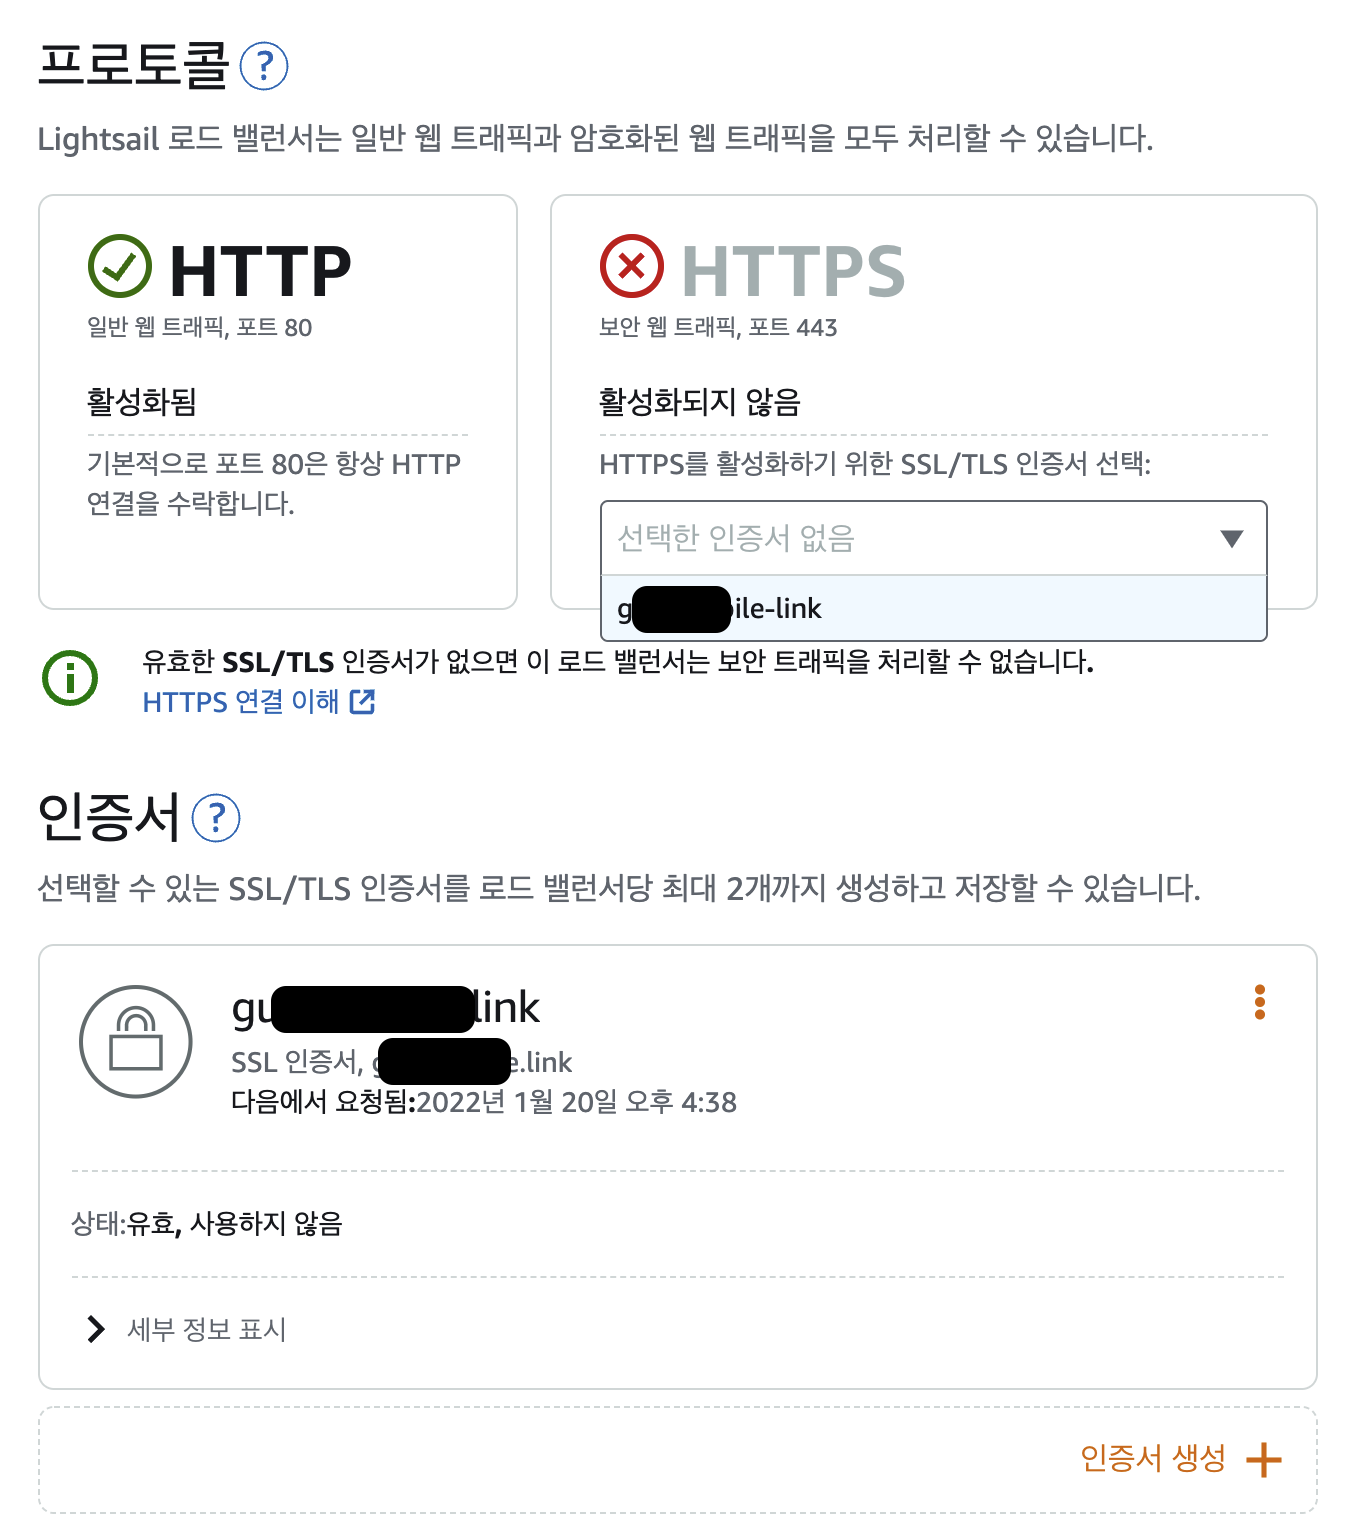 프로토콜 ?
Lightsail 로드 밸런서는 일반 웹 트래픽과 암호화된 웹 트래픽을 모두 처리할 수 있습니다.
HTTP
일반 웹 트래픽, 포트 80
활성화됨
기본적으로 포트 80은 항상 HTTP
연결을 수락합니다.
HTTPS
보안 웹 트래픽, 포트 443
활성화되지 않음
HTTPS를 활성화하기 위한 SSL/TLS 인증서 선택:
선택한 인증서 없음
ile-link
유효한 SSL/TLS 인증서가 없으면 이 로드 밸런서는 보안 트래픽을 처리할 수 없습니다.
HTTPS 연결 이해
인증서 ?
선택할 수 있는 SSL/TLS 인증서를 로드 밸런서당 최대 2개까지 생성하고 저장할 수 있습니다.
gu link
SSL 인증서, e.link
다음에서 요청됨:2022년 1월 20일 오후 4:38
상태:유효, 사용하지 않음
세부 정보 표시
인증서 생성 +